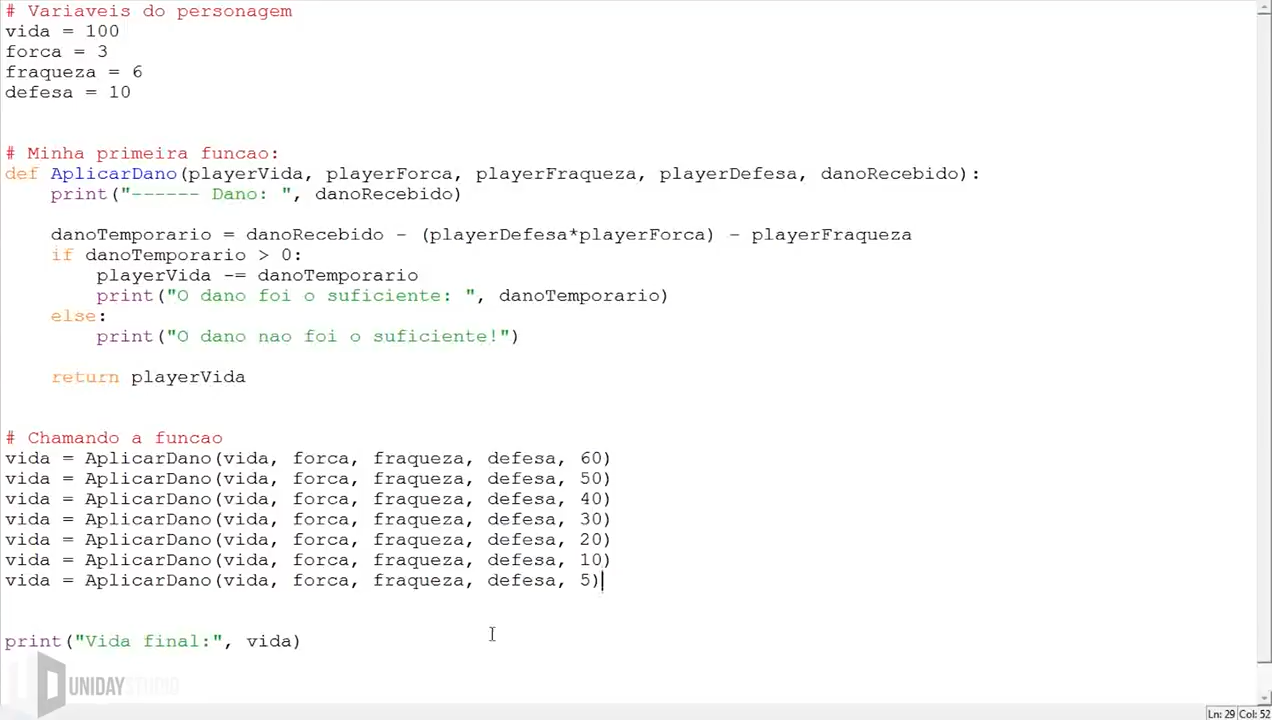 # Variaveis do personagem
vida = 100
forca = 3
fraqueza = 6
defesa = 10
# Minha primeira funcao:
def AplicarDano(playerVida, playerForca, playerFraqueza, playerDefesa, danoRecebido):
    print("------ Dano: ", danoRecebido)
    danoTemporario = danoRecebido - (playerDefesa*playerForca) - playerFraqueza
    if danoTemporario > 0:
        playerVida -= danoTemporario
        print("O dano foi o suficiente: ", danoTemporario)
    else:
        print("O dano nao foi o suficiente!")
    return playerVida
# Chamando a funcao
vida = AplicarDano(vida, forca, fraqueza, defesa, 60)
vida = AplicarDano(vida, forca, fraqueza, defesa, 50)
vida = AplicarDano(vida, forca, fraqueza, defesa, 40)
vida = AplicarDano(vida, forca, fraqueza, defesa, 30)
vida = AplicarDano(vida, forca, fraqueza, defesa, 20)
vida = AplicarDano(vida, forca, fraqueza, defesa, 10)
vida = AplicarDano(vida, forca, fraqueza, defesa, 5)
print("Vida final:", vida)
UNIDAYSTUDIO
Ln: 29 Col: 52